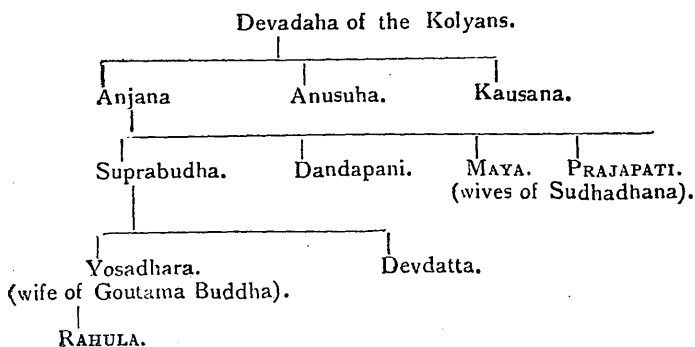 Devadaha of the Kolyans.
Anjana Anusuha. Kausana.
Suprabudha. Dandapani. MAYA. PRAJAPATI.
(wives of Sudhadhana).
Yosadhara. Devdatta.
(wife of Goutama Buddha).
RAHULA.